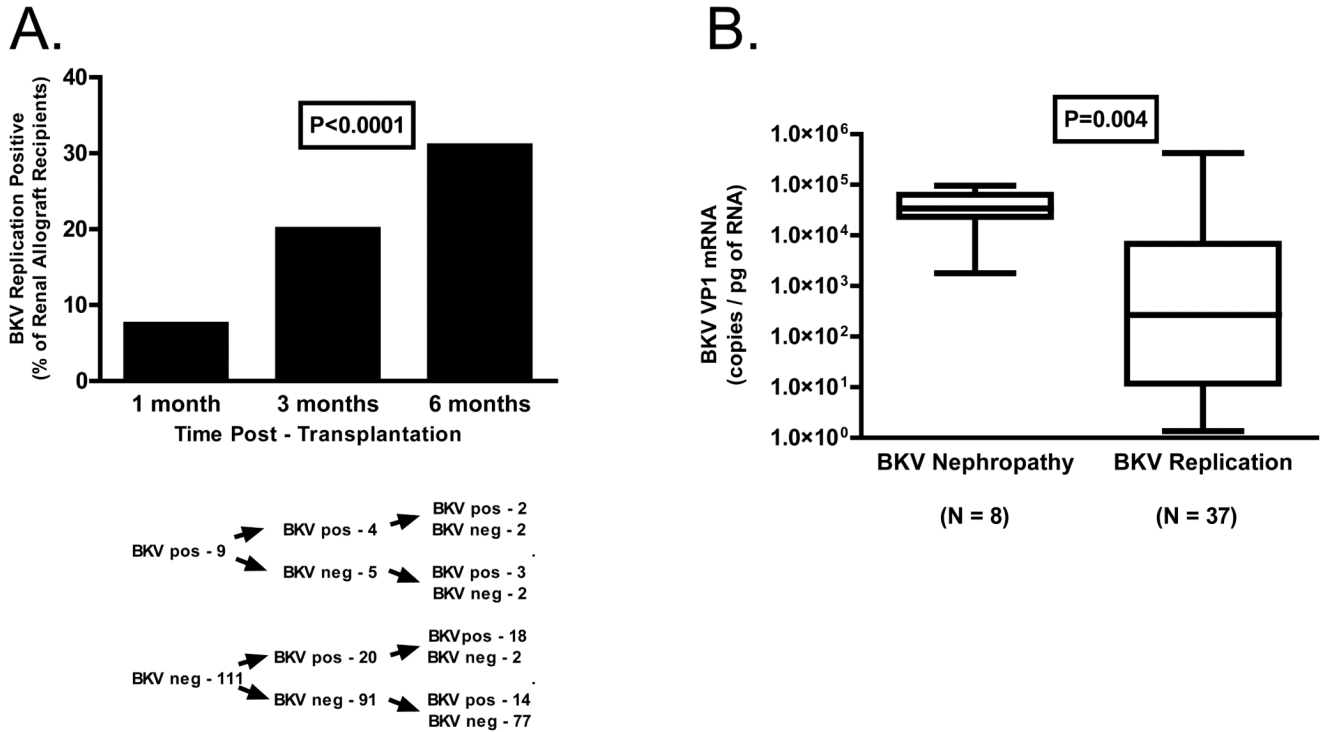 A.
BKV Replication Positive
(% of Renal Allograft Recipients)
40
30
20
10
0
P<0.0001
1 month 3 months 6 months
Time Post - Transplantation
BKV pos - 9
BKV pos - 4
BKV pos - 2
BKV neg - 2
.
BKV neg - 5
BKV pos - 3
BKV neg - 2
BKV neg - 111
BKV pos - 20
BKVpos - 18
BKV neg - 2
.
BKV neg - 91
BKV pos - 14
BKV neg - 77
B.
BKV VP1 mRNA
(copies / pg of RNA)
1.0×10⁶
1.0×10⁵
1.0×10⁴
1.0×10³
1.0×10²
1.0×10¹
1.0×10⁰
P=0.004
BKV Nephropathy BKV Replication
(N = 8) (N = 37)